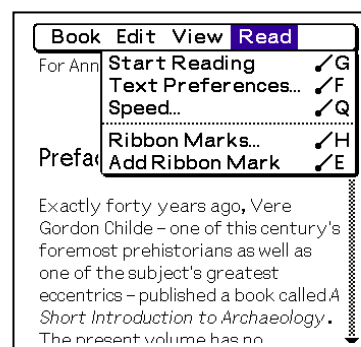 Book Edit View Read
For Ann
Start Reading /G
Text Preferences... /F
Speed... /Q
Ribbon Marks... /H
Add Ribbon Mark /E
Prefac
Exactly forty years ago, Vere
Gordon Childe – one of this century's
foremost prehistorians as well as
one of the subject's greatest
eccentrics – published a book called A
Short Introduction to Archaeology.
The present volume has no